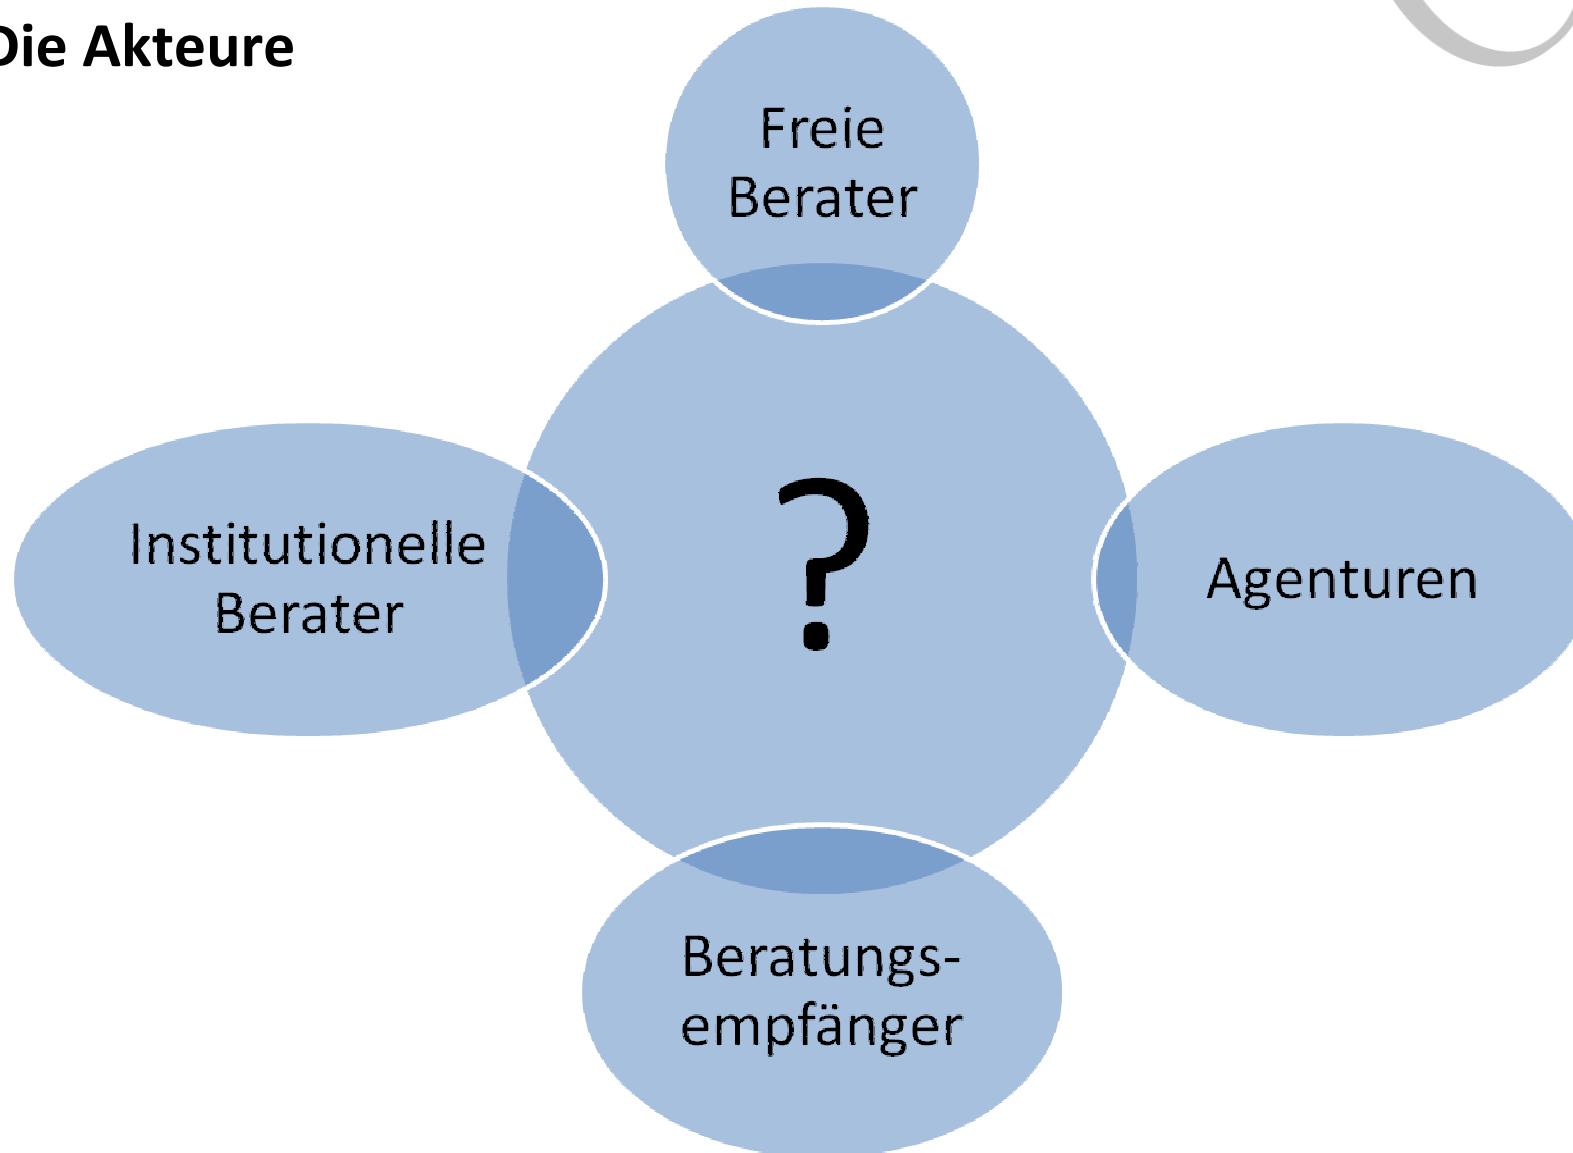 Die Akteure
Freie
Berater
Institutionelle
Berater
?
Agenturen
Beratungs-
empfänger